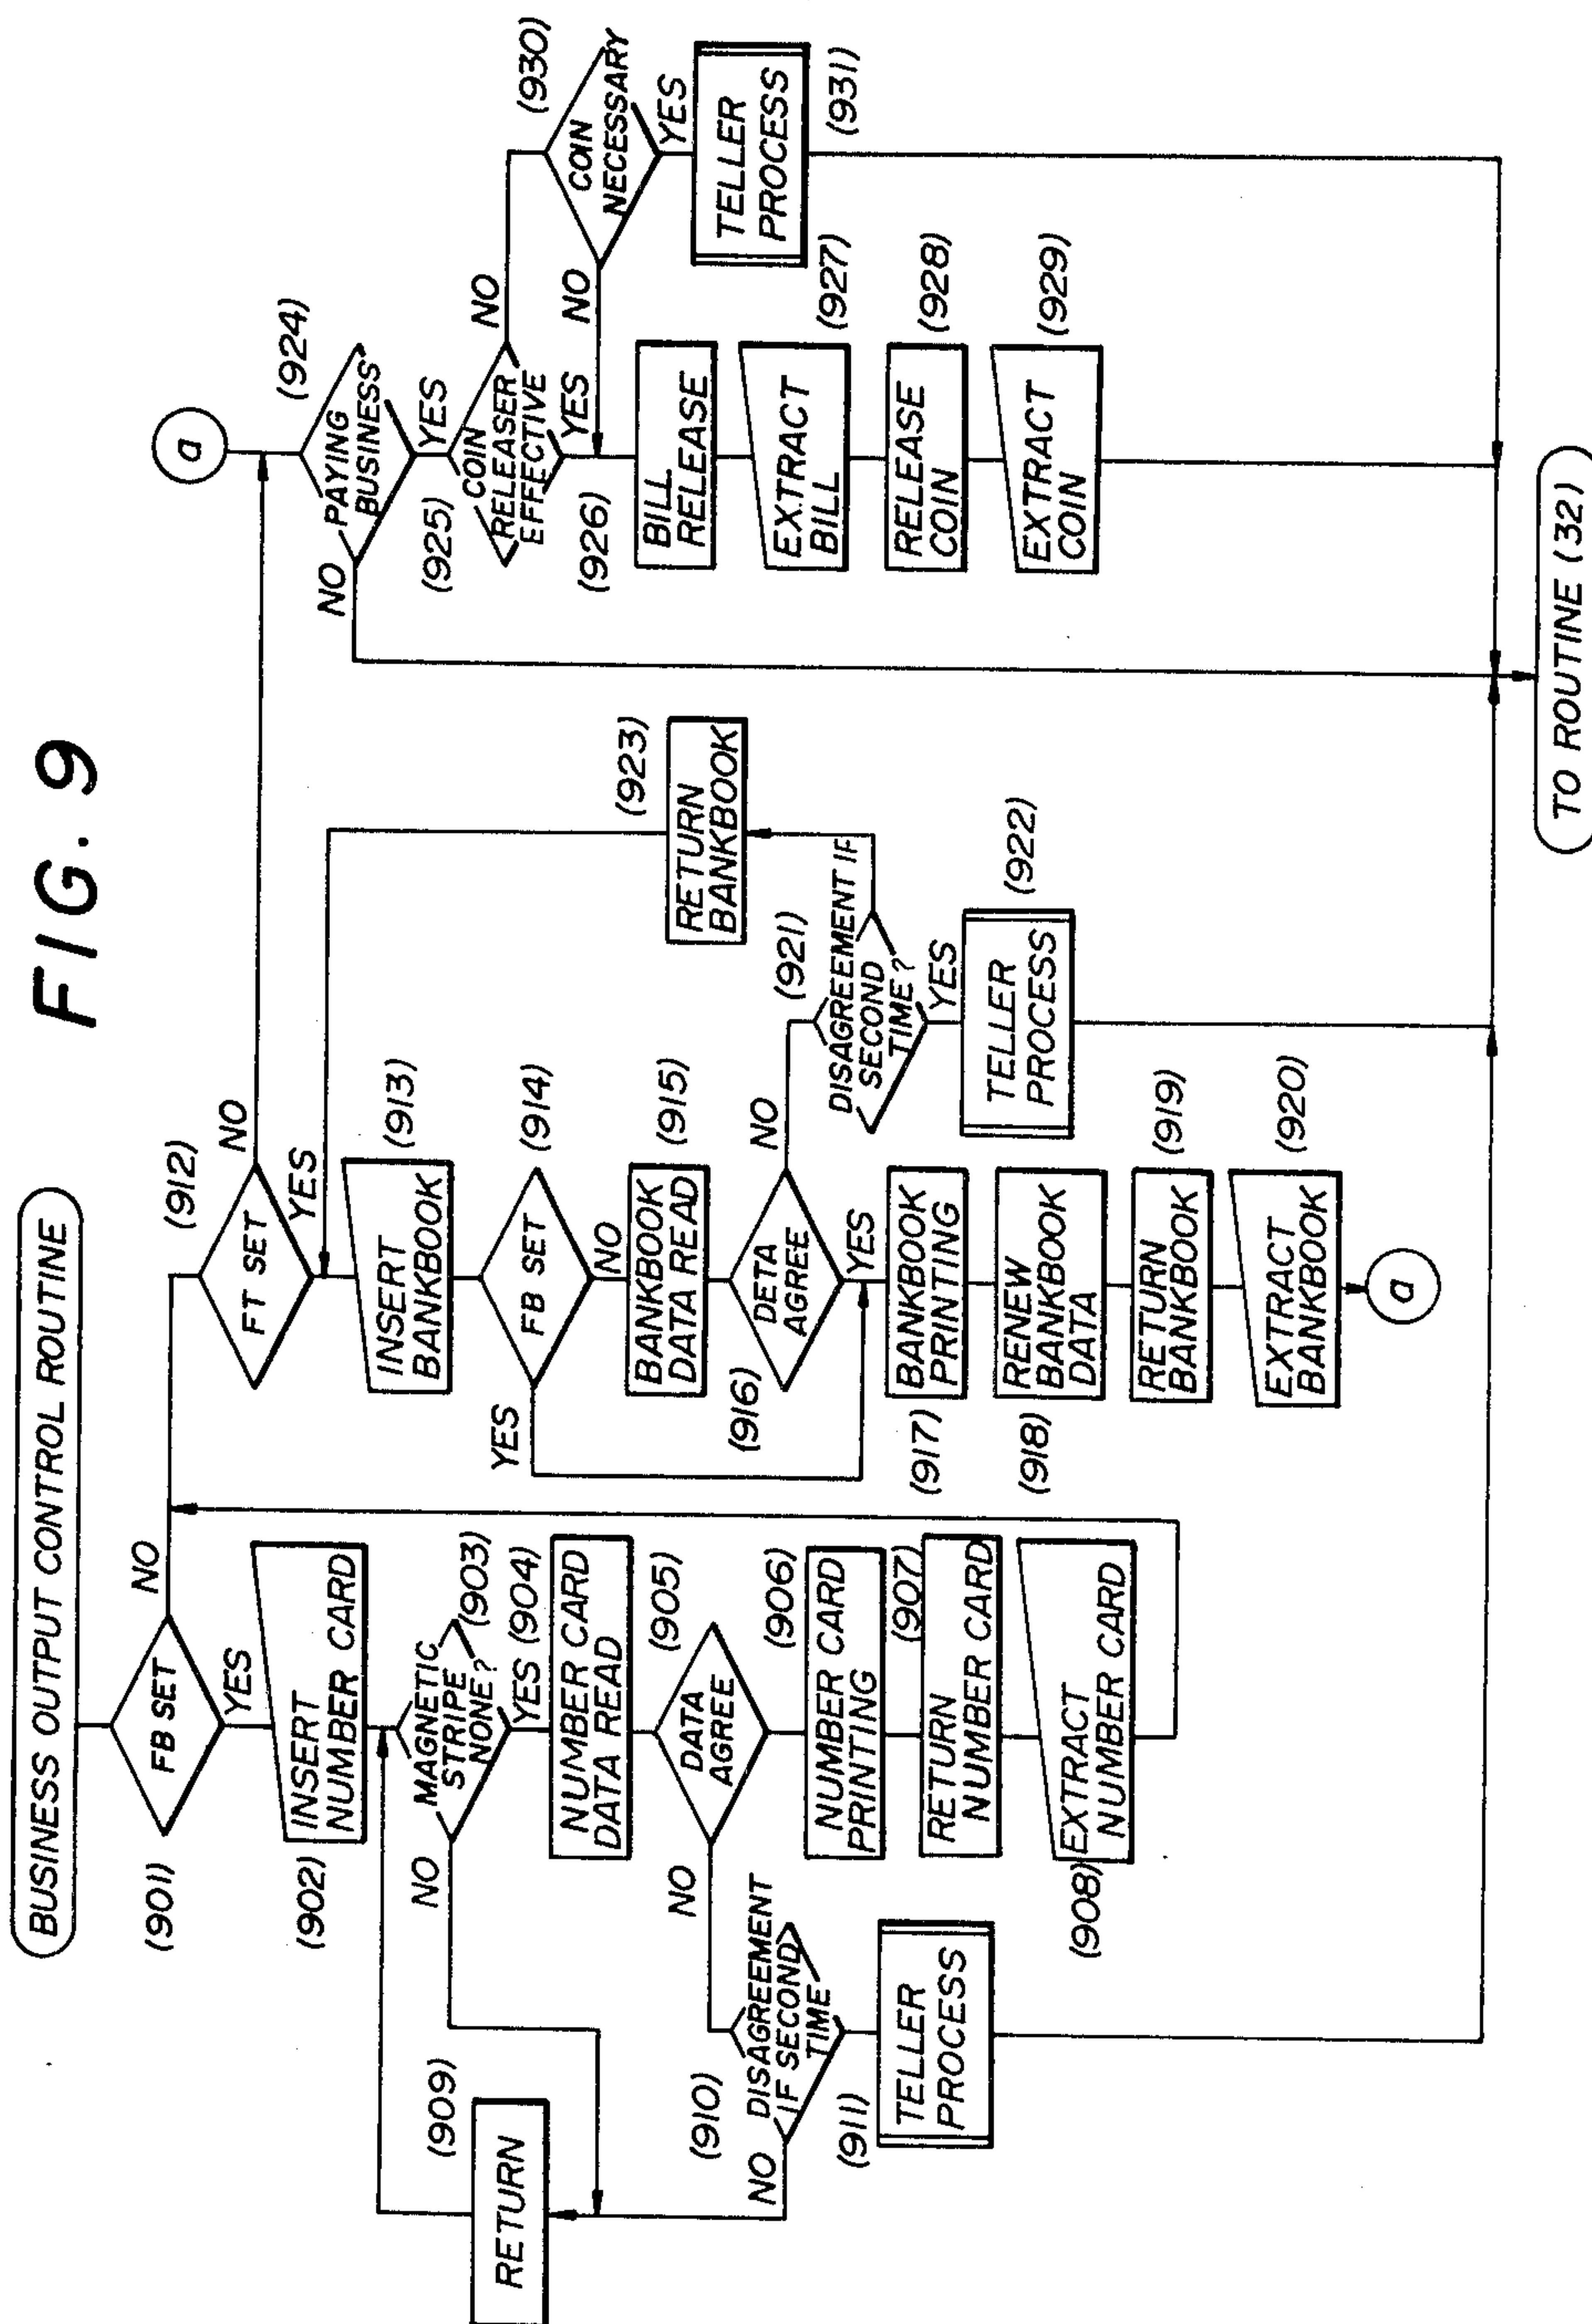 FIG. 9
BUSINESS OUTPUT CONTROL ROUTINE
(901)
FB SET
NO
YES
(902)
INSERT
NUMBER CARD
MAGNETIC
STRIPE
NONE?
(903)
NO
YES
(904)
NUMBER CARD
DATA READ
(905)
DATA
AGREE
NO
(906)
NUMBER CARD
PRINTING
(907)
RETURN
NUMBER CARD
(908)
EXTRACT
NUMBER CARD
(909)
RETURN
(910)
DISAGREEMENT
IF SECOND
TIME
NO
(911)
TELLER
PROCESS
(912)
FT SET
NO
YES
(913)
INSERT
BANKBOOK
(914)
FB SET
YES
NO
(915)
BANKBOOK
DATA READ
(916)
DETA
AGREE
NO
YES
(917)
BANKBOOK
PRINTING
(918)
RENEW
BANKBOOK
DATA
(919)
RETURN
BANKBOOK
(920)
EXTRACT
BANKBOOK
a
(921)
DISAGREEMENT IF
SECOND
TIME?
YES
(922)
TELLER
PROCESS
(923)
RETURN
BANKBOOK
a
(924)
PAYING
BUSINESS
NO
YES
(925)
COIN
RELEASER
EFFECTIVE
NO
YES
(926)
BILL
RELEASE
(927)
EXTRACT
BILL
(928)
RELEASE
COIN
(929)
EXTRACT
COIN
(930)
COIN
NECESSARY
NO
YES
TELLER
PROCESS
(931)
TO ROUTINE (32)